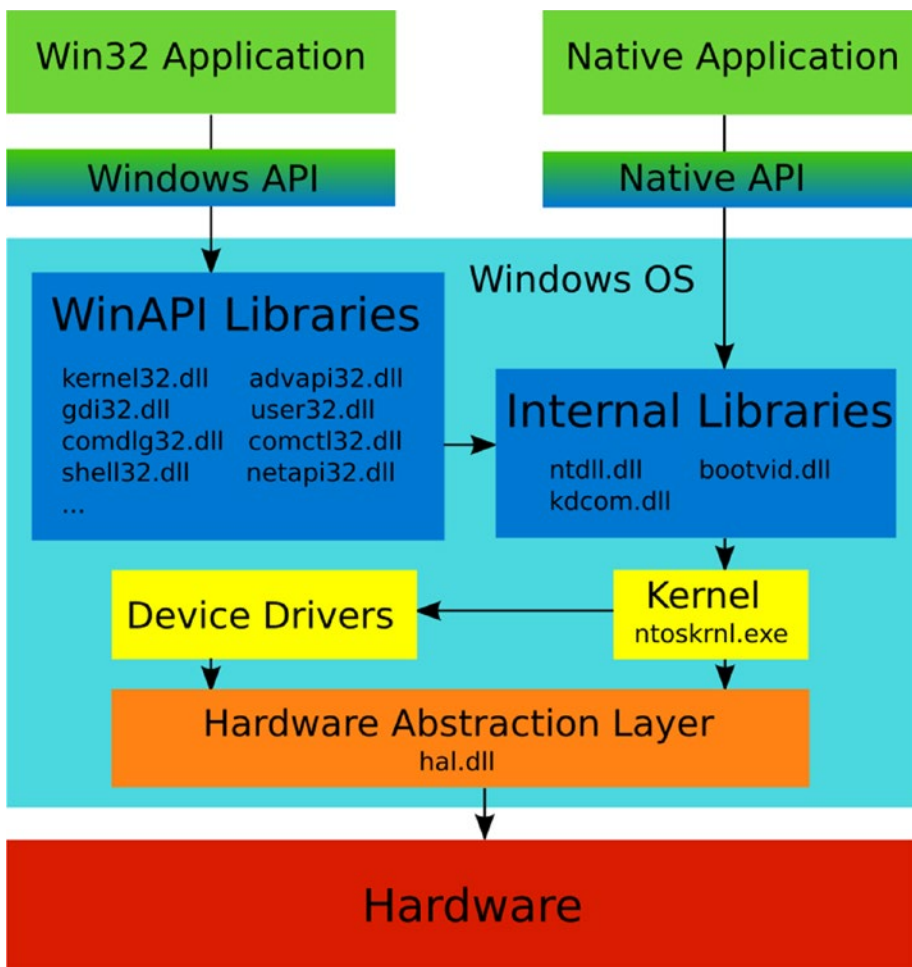 Win32 Application
Native Application
Windows API
Native API
Windows OS
WinAPI Libraries
kernel32.dll advapi32.dll
gdi32.dll user32.dll
comdlg32.dll comctl32.dll
shell32.dll netapi32.dll
...
Internal Libraries
ntdll.dll bootvid.dll
kdcom.dll
Device Drivers
Kernel
ntoskrnl.exe
Hardware Abstraction Layer
hal.dll
Hardware